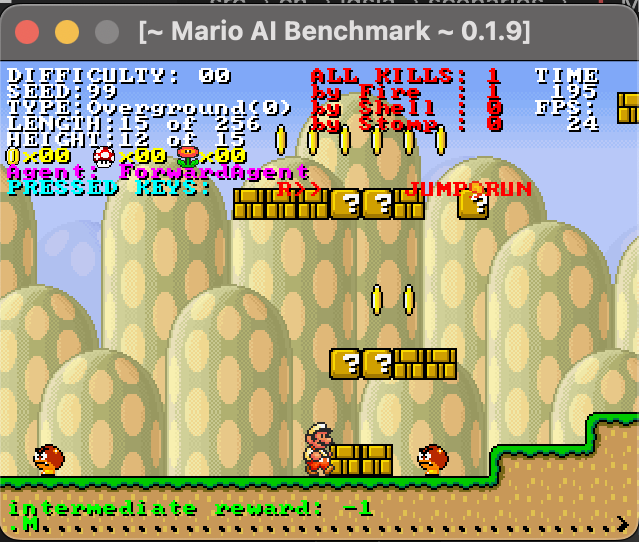 [~ Mario AI Benchmark ~ 0.1.9]
DIFFICULTY: 00 ALL KILLS: 1 TIME
SEED:99 by Fire : 1 195
TYPE:Overground(0) by Shell : 0 FPS:
LENGTH:15 of 256 by Stomp : 0 24
HEIGHT:12 of 15
x00 x00 x00
Agent: ForwardAgent
PRESSED KEYS: R>> JUMP RUN
? ? ?
? ?
intermediate reward: -1
.M..................................................>